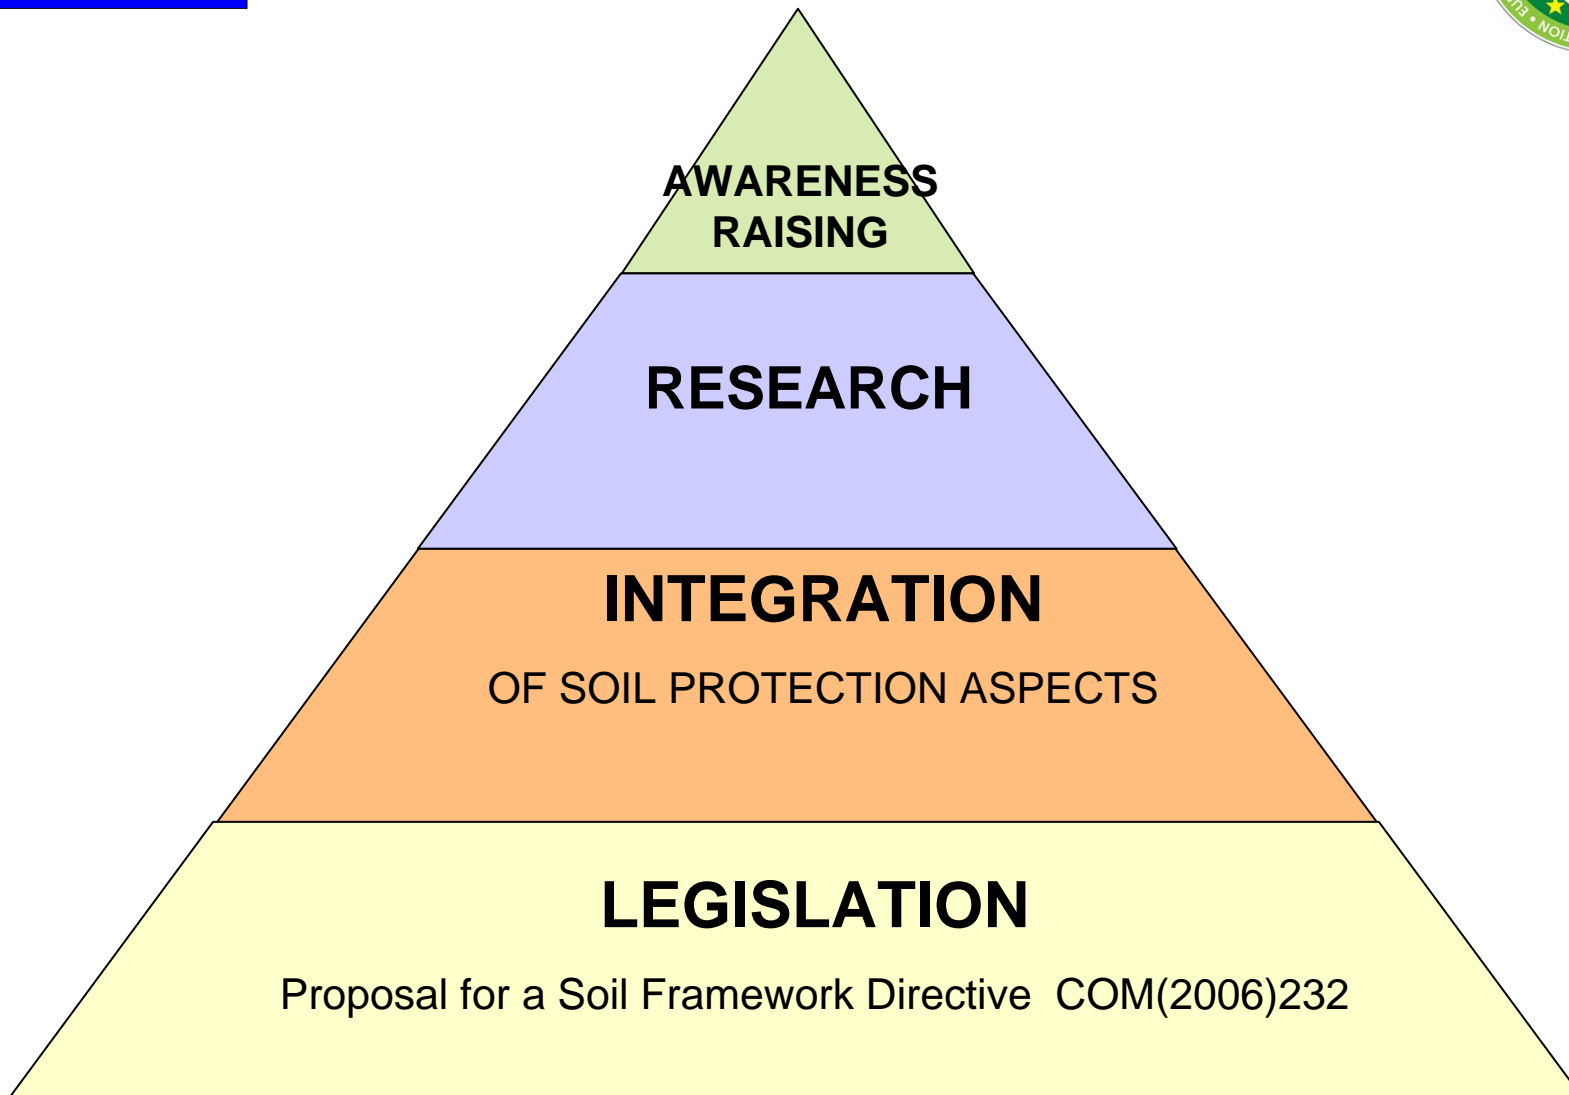 AWARENESS
RAISING
RESEARCH
INTEGRATION
OF SOIL PROTECTION ASPECTS
LEGISLATION
Proposal for a Soil Framework Directive COM(2006)232